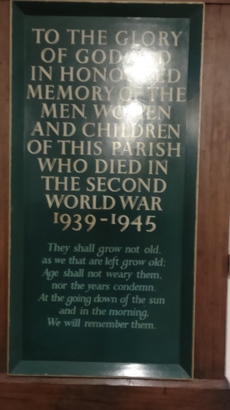 TO THE GLORY
OF GOD AND
IN HONOURED
MEMORY OF THE
MEN, WOMEN
AND CHILDREN
OF THIS PARISH
WHO DIED IN
THE SECOND
WORLD WAR
1939-1945
They shall grow not old,
as we that are left grow old:
Age shall not weary them,
nor the years condemn.
At the going down of the sun
and in the morning,
We will remember them.